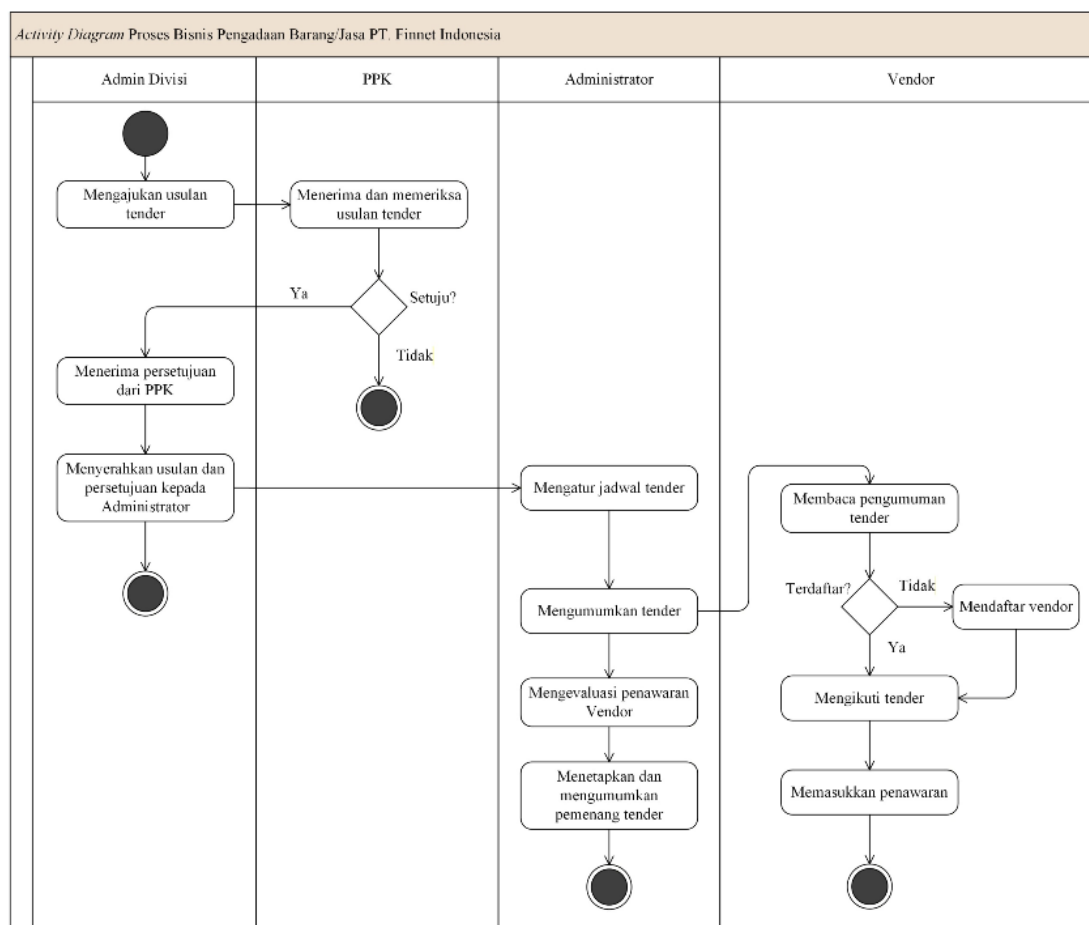 Activity Diagram Proses Bisnis Pengadaan Barang/Jasa PT. Finnet Indonesia
Admin Divisi
PPK
Administrator
Vendor
Mengajukan usulan
tender
Menerima dan memeriksa
usulan tender
Ya
Setuju?
Tidak
Menerima persetujuan
dari PPK
Menyerahkan usulan dan
persetujuan kepada
Administrator
Mengatur jadwal tender
Membaca pengumuman
tender
Terdaftar?
Tidak
Mendaftar vendor
Mengumumkan tender
Ya
Mengevaluasi penawaran
Vendor
Mengikuti tender
Menetapkan dan
mengumumkan
pemenang tender
Memasukkan penawaran